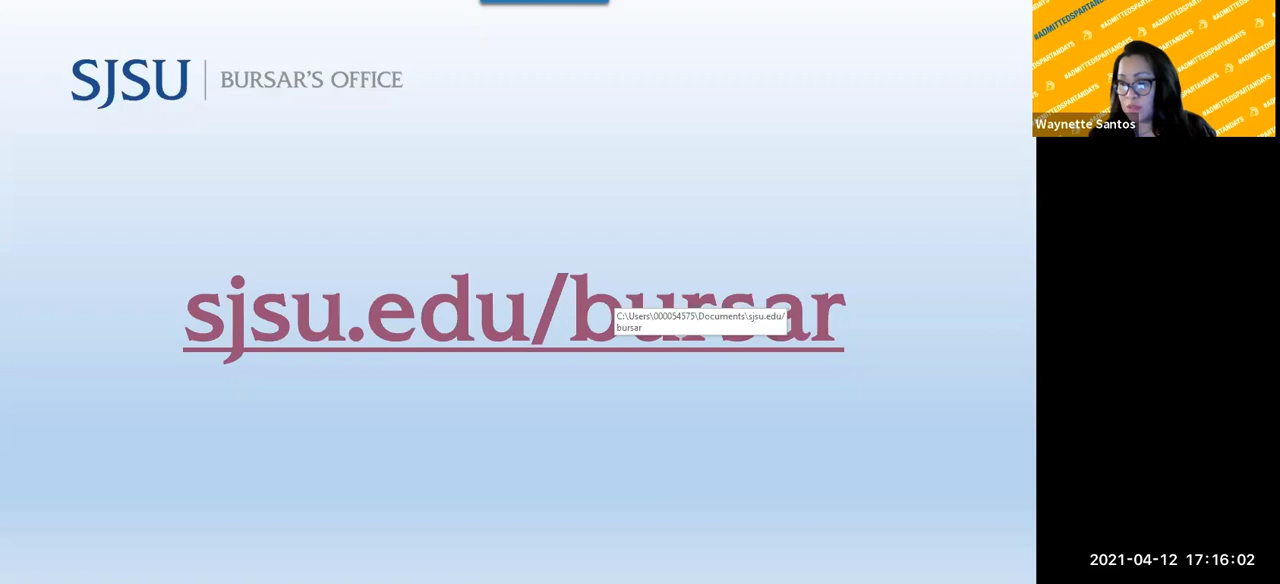 SJSU | BURSAR'S OFFICE
sjsu.edu/bursar
C:\Users\000054575\Documents\sjsu.edu/
bursar
#ADMITTEDSPARTANDAYS
Waynette Santos
2021-04-12 17:16:02